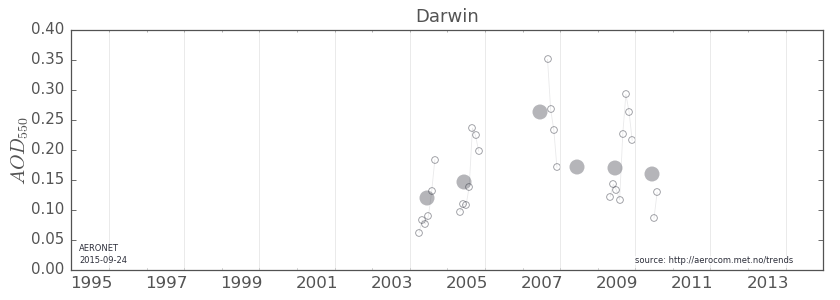 Darwin
0.40
0.35
0.30
0.25
0.20
0.15
0.10
0.05
0.00
AOD550
AERONET
2015-09-24
source: http://aerocom.met.no/trends
1995 1997 1999 2001 2003 2005 2007 2009 2011 2013